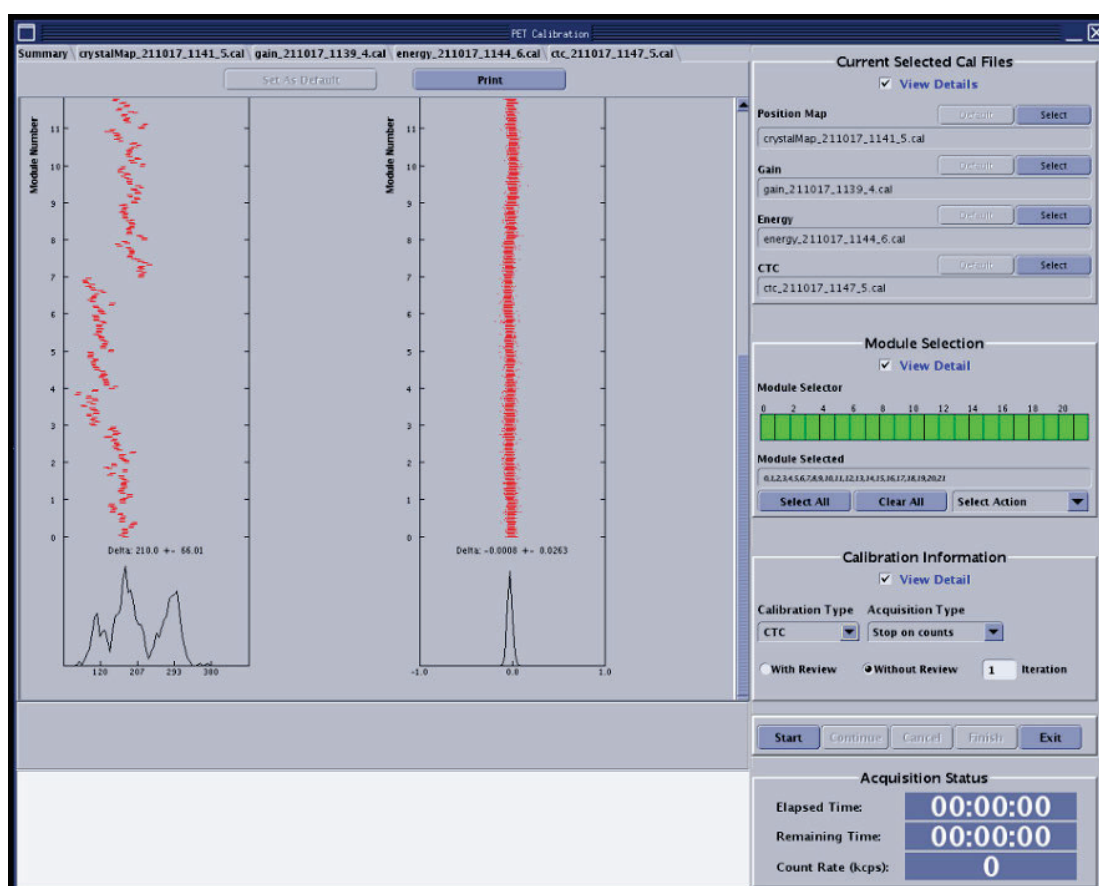 PET Calibration
Summary crystalMap_211017_1141_5.cal gain_211017_1139_4.cal energy_211017_1144_6.cal ctc_211017_1147_5.cal
Set As Default Print
Module Number
11
10
9
8
7
6
5
4
3
2
1
0
Delta: 210.0 +- 66.01
120 207 293 380
Module Number
11
10
9
8
7
6
5
4
3
2
1
0
Delta: -0.0008 +- 0.0263
-1.0 0.0 1.0
Current Selected Cal Files
View Details
Position Map Default Select
crystalMap_211017_1141_5.cal
Gain Default Select
gain_211017_1139_4.cal
Energy Default Select
energy_211017_1144_6.cal
CTC Default Select
ctc_211017_1147_5.cal
Module Selection
View Detail
Module Selector
0 2 4 6 8 10 12 14 16 18 20
Module Selected
0,1,2,3,4,5,6,7,8,9,10,11,12,13,14,15,16,17,18,19,20,21
Select All Clear All Select Action
Calibration Information
View Detail
Calibration Type Acquisition Type
CTC Stop on counts
With Review Without Review 1 Iteration
Start Continue Cancel Finish Exit
Acquisition Status
Elapsed Time: 00:00:00
Remaining Time: 00:00:00
Count Rate (kcps): 0